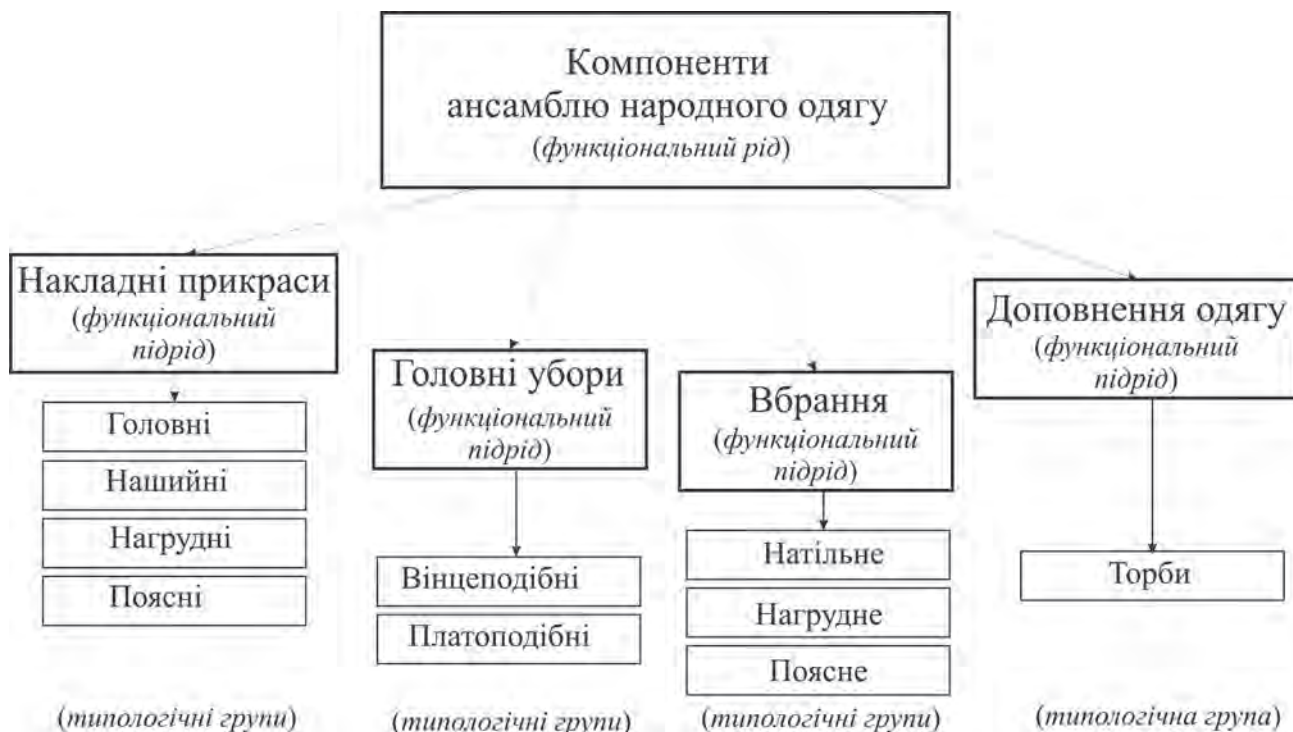 Компоненти
ансамблю народного одягу
(функціональний рід)
Накладні прикраси
(функціональний
підрід)
Головні
Нашийні
Нагрудні
Поясні
(типологічні групи)
Головні убори
(функціональний
підрід)
Вінцеподібні
Платоподібні
(типологічні групи)
Вбрання
(функціональний
підрід)
Натільне
Нагрудне
Поясне
(типологічні групи)
Доповнення одягу
(функціональний
підрід)
Торби
(типологічна група)